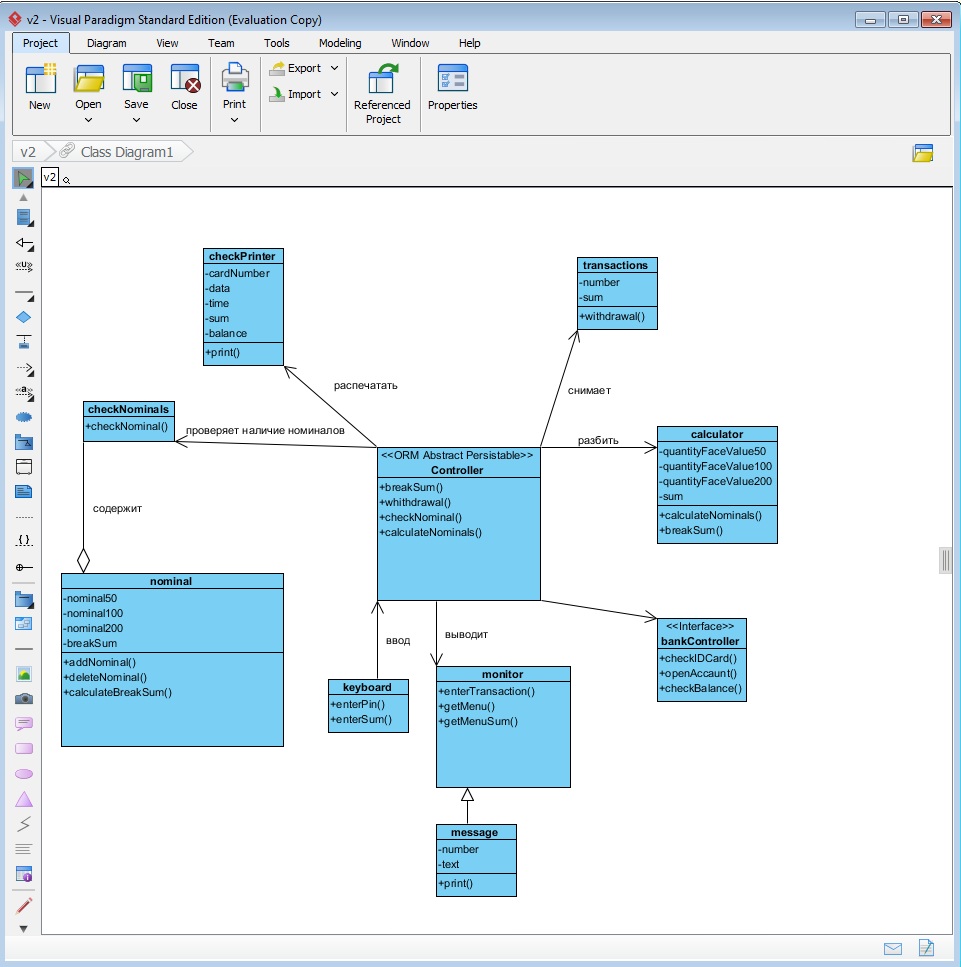 v2 - Visual Paradigm Standard Edition (Evaluation Copy)
Project Diagram View Team Tools Modeling Window Help
New Open Save Close Print Export Import Referenced Project Properties
v2 Class Diagram1
v2
checkPrinter
-cardNumber
-data
-time
-sum
-balance
+print()
transactions
-number
-sum
+withdrawal()
распечатать
снимает
checkNominals
+checkNominal()
проверяет наличие номиналов
разбить
calculator
-quantityFaceValue50
-quantityFaceValue100
-quantityFaceValue200
-sum
+calculateNominals()
+breakSum()
<<ORM Abstract Persistable>>
Controller
+breakSum()
+whithdrawal()
+checkNominal()
+calculateNominals()
содержит
nominal
-nominal50
-nominal100
-nominal200
-breakSum
+addNominal()
+deleteNominal()
+calculateBreakSum()
ввод
выводит
<<Interface>>
bankController
+checkIDCard()
+openAccaunt()
+checkBalance()
keyboard
+enterPin()
+enterSum()
monitor
+enterTransaction()
+getMenu()
+getMenuSum()
message
-number
-text
+print()